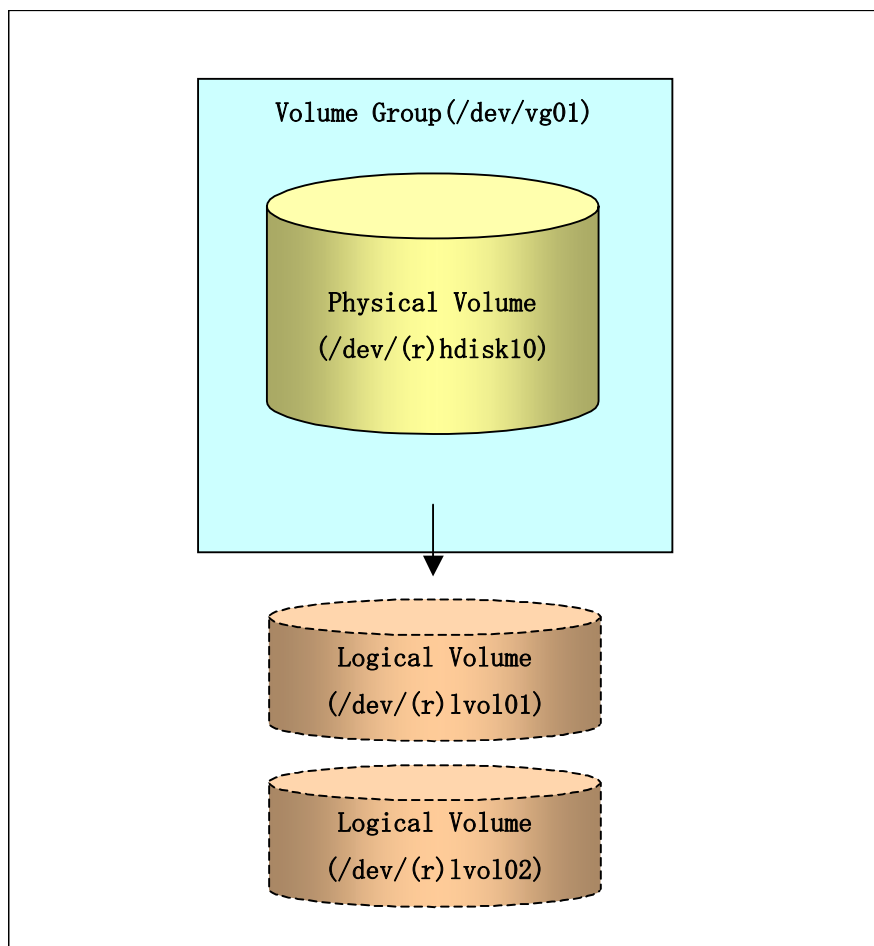 Volume Group(/dev/vg01)
Physical Volume
(/dev/(r)hdisk10)
Logical Volume
(/dev/(r)lvol01)
Logical Volume
(/dev/(r)lvol02)